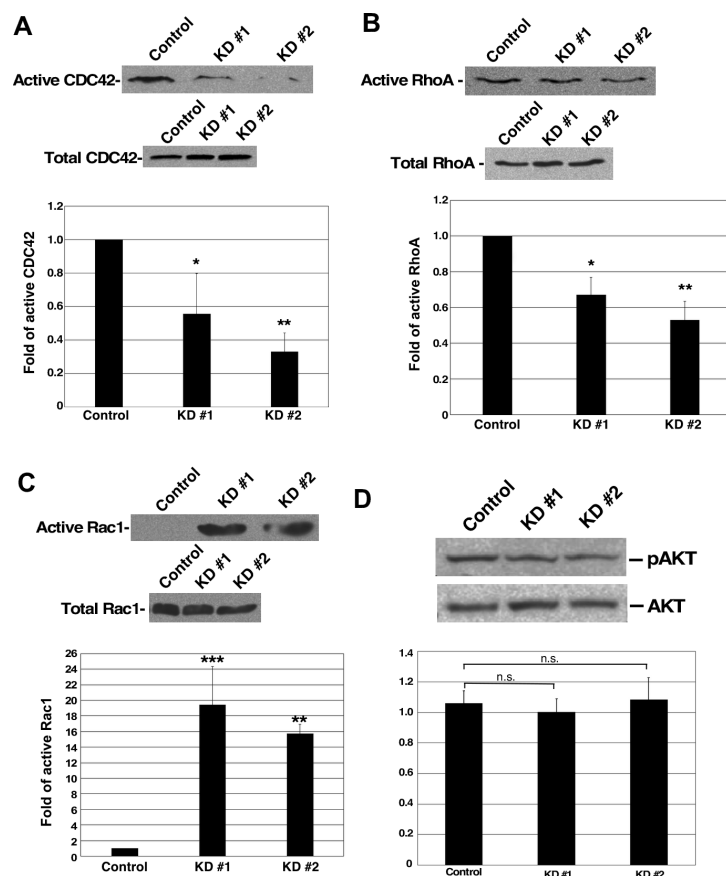 A
Control KD #1 KD #2
Active CDC42-
Control KD #1 KD #2
Total CDC42-
Fold of active CDC42
1.2
1.0
0.8
0.6
0.4
0.2
0
*
**
Control KD #1 KD #2
B
Control KD #1 KD #2
Active RhoA -
Control KD #1 KD #2
Total RhoA -
Fold of active RhoA
1.2
1.0
0.8
0.6
0.4
0.2
0
*
**
Control KD #1 KD #2
C
Control KD #1 KD #2
Active Rac1-
Control KD #1 KD #2
Total Rac1-
Fold of active Rac1
26
24
22
20
18
16
14
12
10
8
6
4
2
0
***
**
Control KD #1 KD #2
D
Control KD #1 KD #2
– pAKT
– AKT
1.4
1.2
1.0
0.8
0.6
0.4
0.2
0
n.s.
n.s.
Control KD #1 KD #2